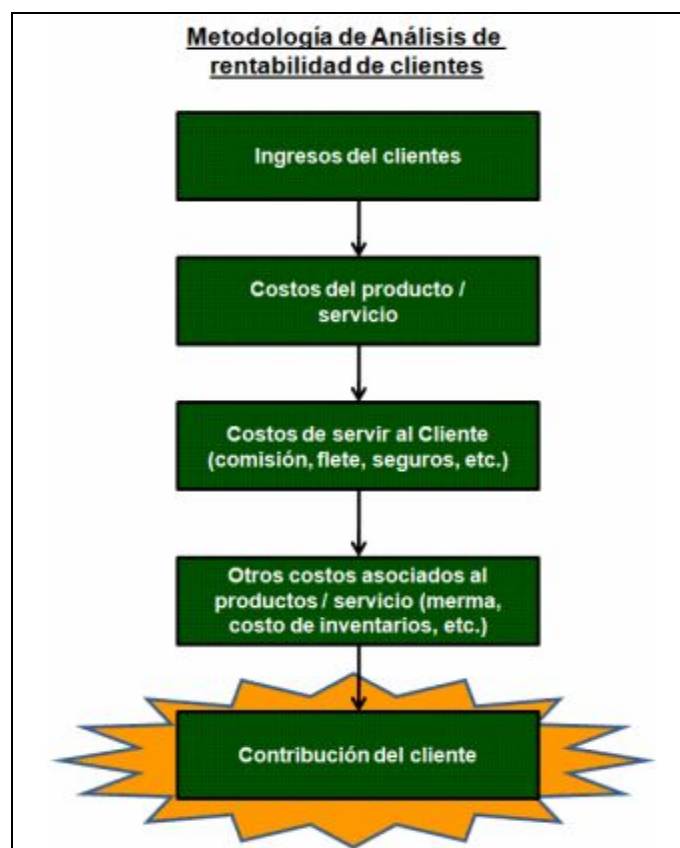 Metodología de Análisis de
rentabilidad de clientes
Ingresos del clientes
Costos del producto /
servicio
Costos de servir al Cliente
(comisión, flete, seguros, etc.)
Otros costos asociados al
productos / servicio (merma,
costo de inventarios, etc.)
Contribución del cliente